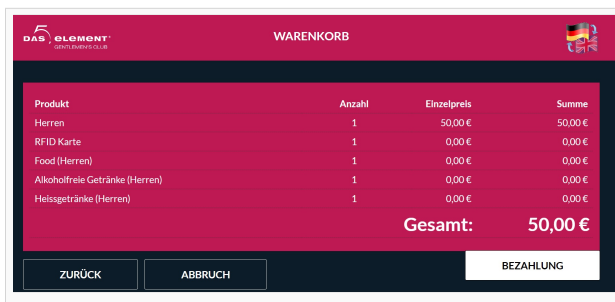 DAS 5 ELEMENT
GENTLEMEN'S CLUB
WARENKORB
Produkt Anzahl Einzelpreis Summe
Herren 1 50,00 € 50,00 €
RFID Karte 1 0,00 € 0,00 €
Food (Herren) 1 0,00 € 0,00 €
Alkoholfreie Getränke (Herren) 1 0,00 € 0,00 €
Heissgetränke (Herren) 1 0,00 € 0,00 €
Gesamt: 50,00 €
ZURÜCK ABBRUCH BEZAHLUNG